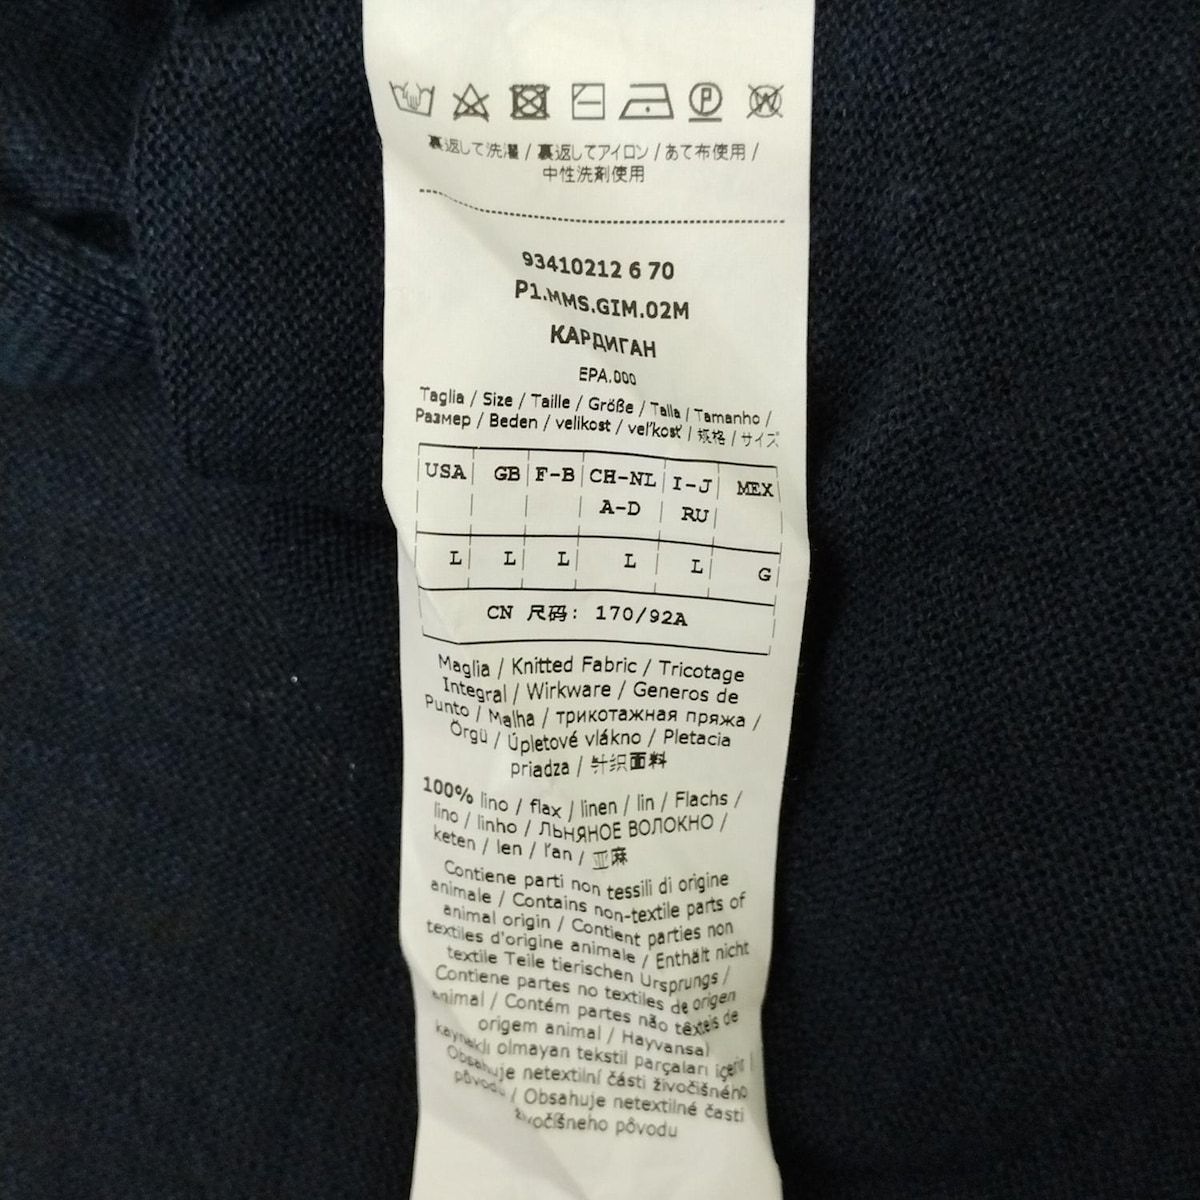 裏返して洗濯 / 裏返してアイロン / あて布使用 /
中性洗剤使用
93410212 6 70
P1.MMS.GIM.02M
КАРДИГАН
EPA.000
Taglia / Size / Taille / Größe / Talla / Tamanho /
Размер / Beden / velikost / veľkosť / 规格 / サイズ
USA GB F-B CH-NL I-J MEX
A-D RU
L L L L L G
CN 尺码: 170/92A
Maglia / Knitted Fabric / Tricotage
Integral / Wirkware / Generos de
Punto / Malha / трикотажная пряжа /
Örgü / Úpletové vlákno / Pletacia
priadza / 针织面料
100% lino / flax / linen / lin / Flachs /
lino / linho / ЛЬНЯНОЕ ВОЛОКНО /
keten / len / ľan / 亚麻
Contiene parti non tessili di origine
animale / Contains non-textile parts of
animal origin / Contient parties non
textiles d'origine animale / Enthält nicht
textile Teile tierischen Ursprungs /
Contiene partes no textiles de origen
animal / Contém partes não têxteis de
origem animal / Hayvansal
kaynaklı olmayan tekstil parçaları içerir /
Obsahuje netextilní části živočišného
původu / Obsahuje netextilné časti
živočíšneho pôvodu